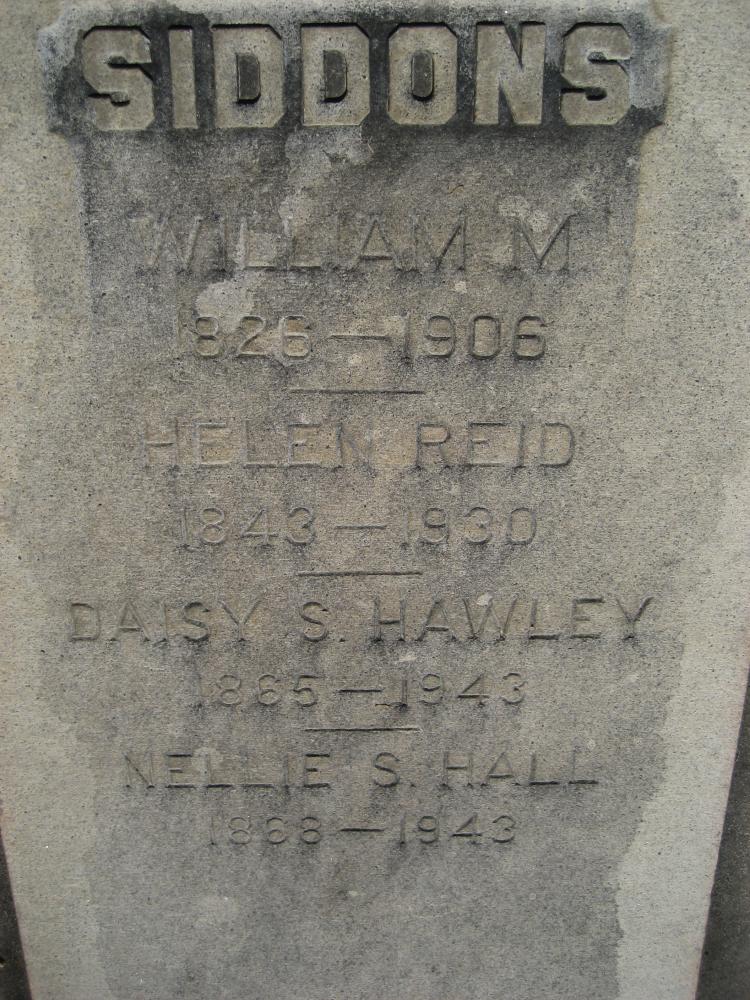 SIDDONS
WILLIAM M.
1826—1906
HELEN REID
1843—1930
DAISY S. HAWLEY
1865—1943
NELLIE S. HALL
1868—1943